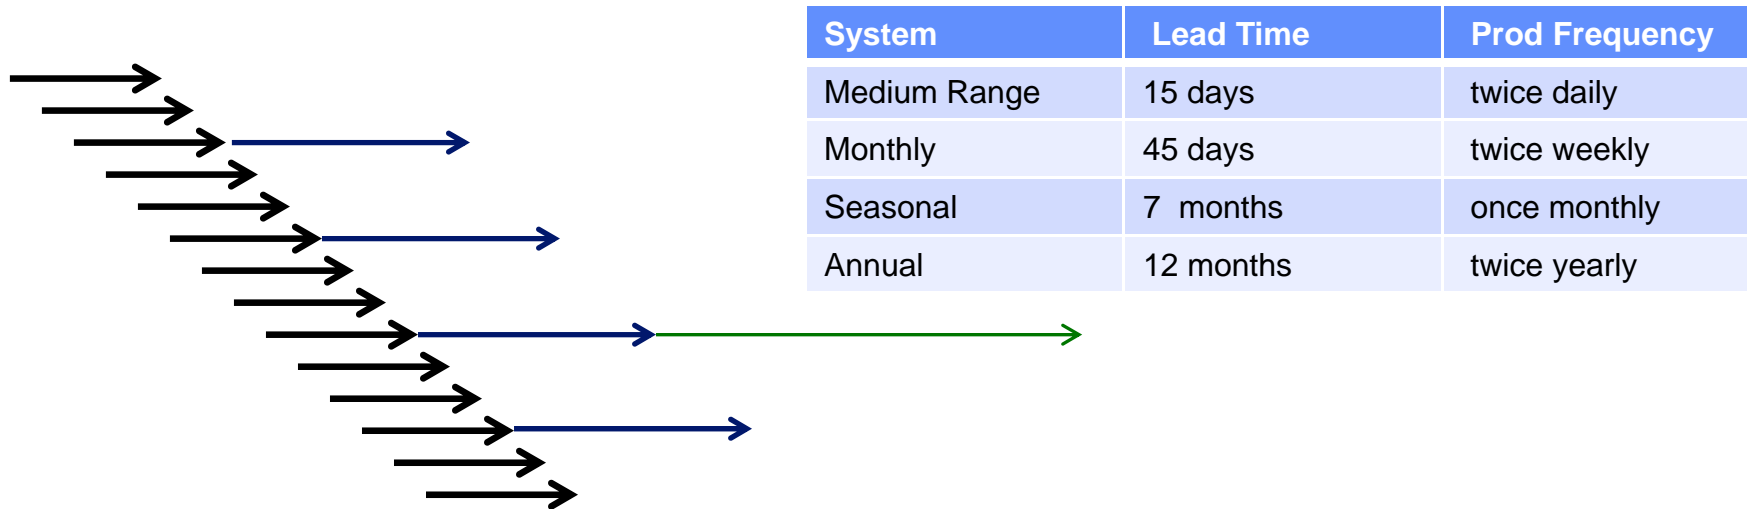 System Lead Time Prod Frequency
Medium Range 15 days twice daily
Monthly 45 days twice weekly
Seasonal 7 months once monthly
Annual 12 months twice yearly